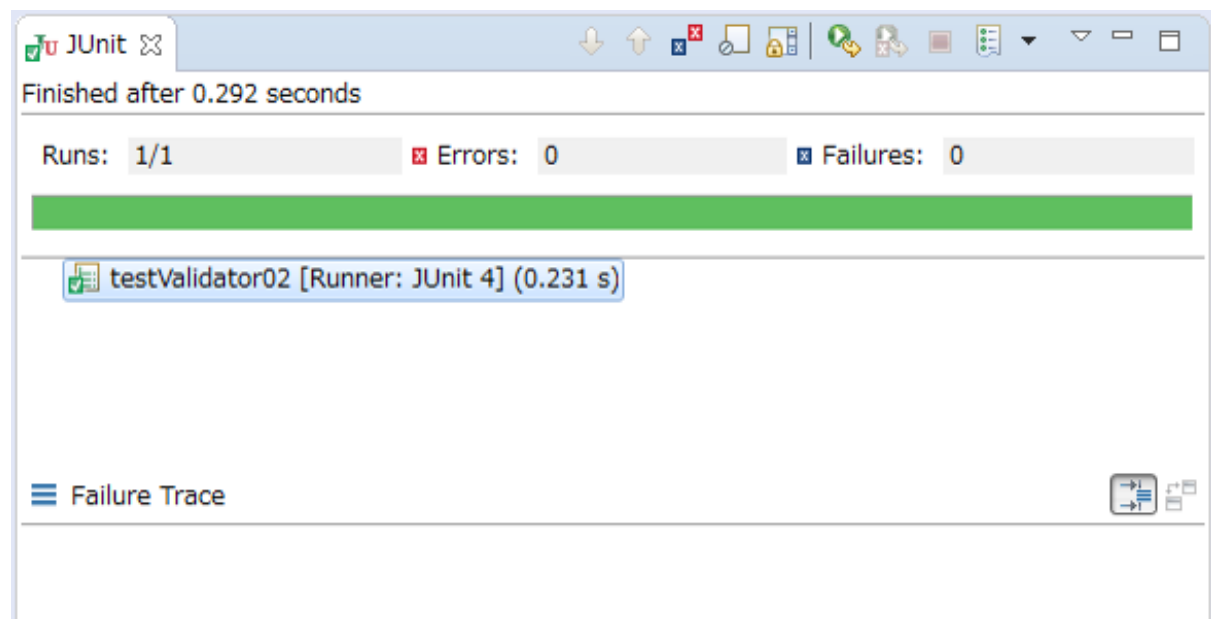 JUnit
Finished after 0.292 seconds
Runs: 1/1 Errors: 0 Failures: 0
testValidator02 [Runner: JUnit 4] (0.231 s)
Failure Trace